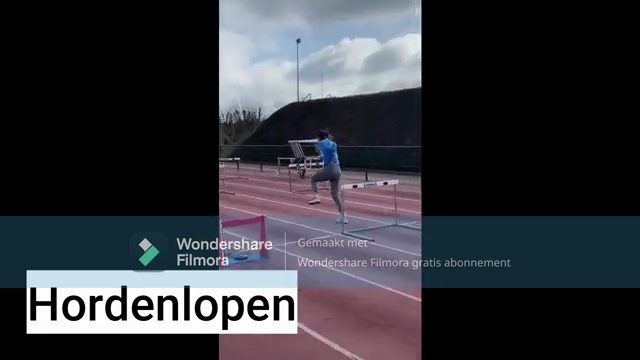 Wondershare
Filmora
Gemaakt met
Wondershare Filmora gratis abonnement
Hordenlopen